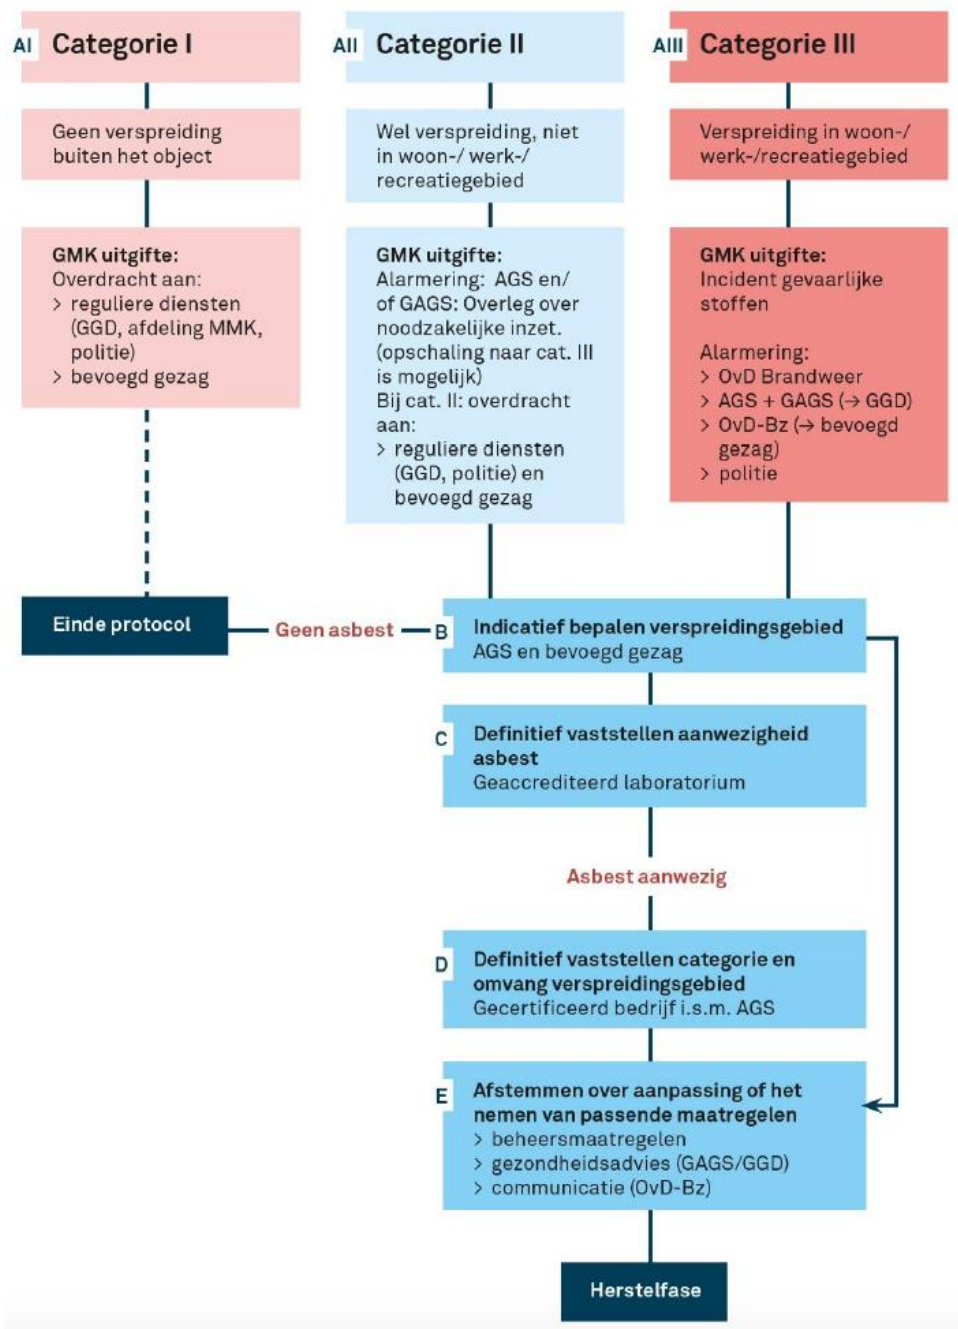 AI Categorie I
Geen verspreiding
buiten het object
GMK uitgifte:
Overdracht aan:
> reguliere diensten
(GGD, afdeling MMK,
politie)
> bevoegd gezag
AII Categorie II
Wel verspreiding, niet
in woon-/ werk-/
recreatiegebied
GMK uitgifte:
Alarmering: AGS en/
of GAGS: Overleg over
noodzakelijke inzet.
(opschaling naar cat. III
is mogelijk)
Bij cat. II: overdracht
aan:
> reguliere diensten
(GGD, politie) en
bevoegd gezag
AIII Categorie III
Verspreiding in woon-/
werk-/recreatiegebied
GMK uitgifte:
Incident gevaarlijke
stoffen
Alarmering:
> OvD Brandweer
> AGS + GAGS (→ GGD)
> OvD-Bz (→ bevoegd
gezag)
> politie
Einde protocol
Geen asbest
B Indicatief bepalen verspreidingsgebied
AGS en bevoegd gezag
C Definitief vaststellen aanwezigheid
asbest
Geaccrediteerd laboratorium
Asbest aanwezig
D Definitief vaststellen categorie en
omvang verspreidingsgebied
Gecertificeerd bedrijf i.s.m. AGS
E Afstemmen over aanpassing of het
nemen van passende maatregelen
> beheersmaatregelen
> gezondheidsadvies (GAGS/GGD)
> communicatie (OvD-Bz)
Herstelfase